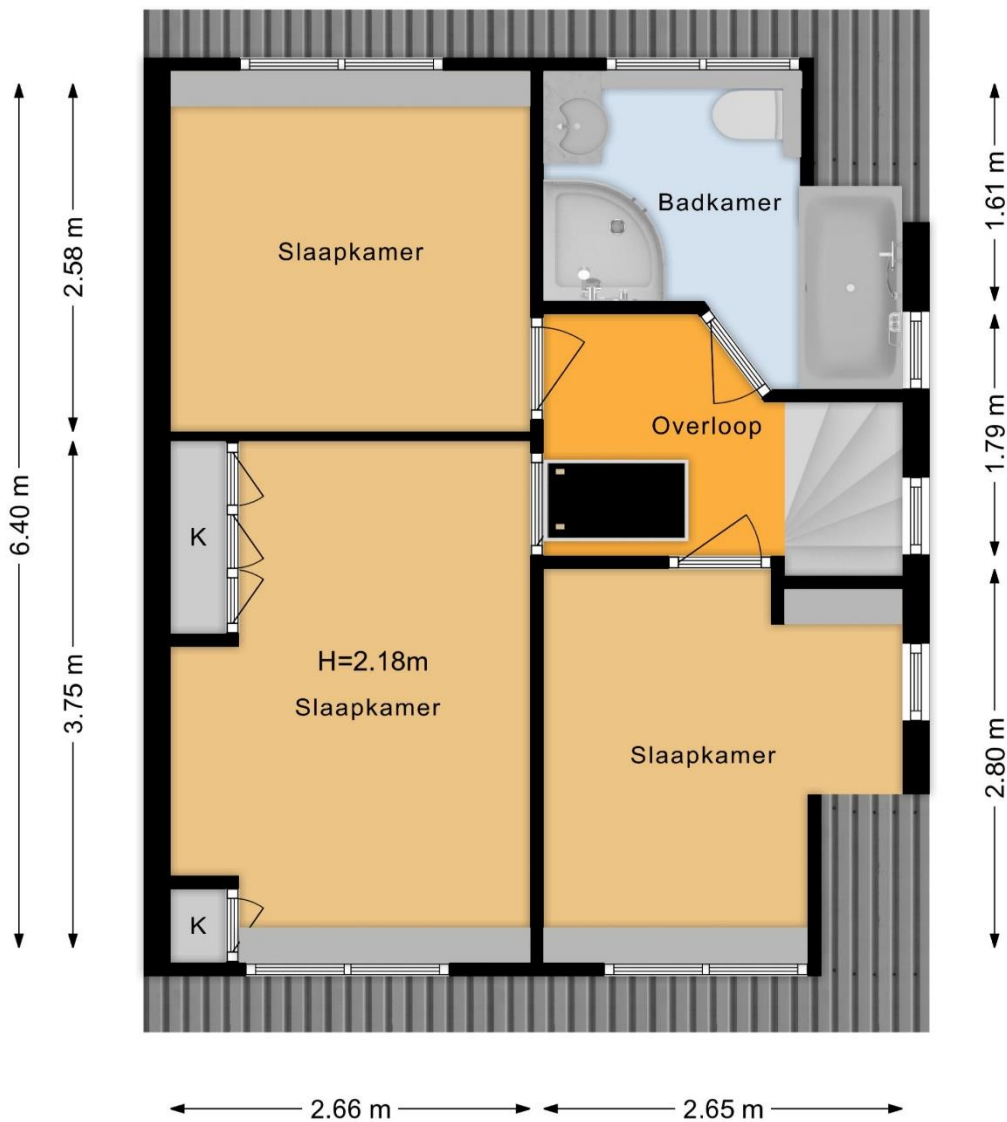 Slaapkamer
Badkamer
Overloop
K
H=2.18m
Slaapkamer
Slaapkamer
K
6.40 m
2.58 m
3.75 m
1.61 m
1.79 m
2.80 m
2.66 m
2.65 m